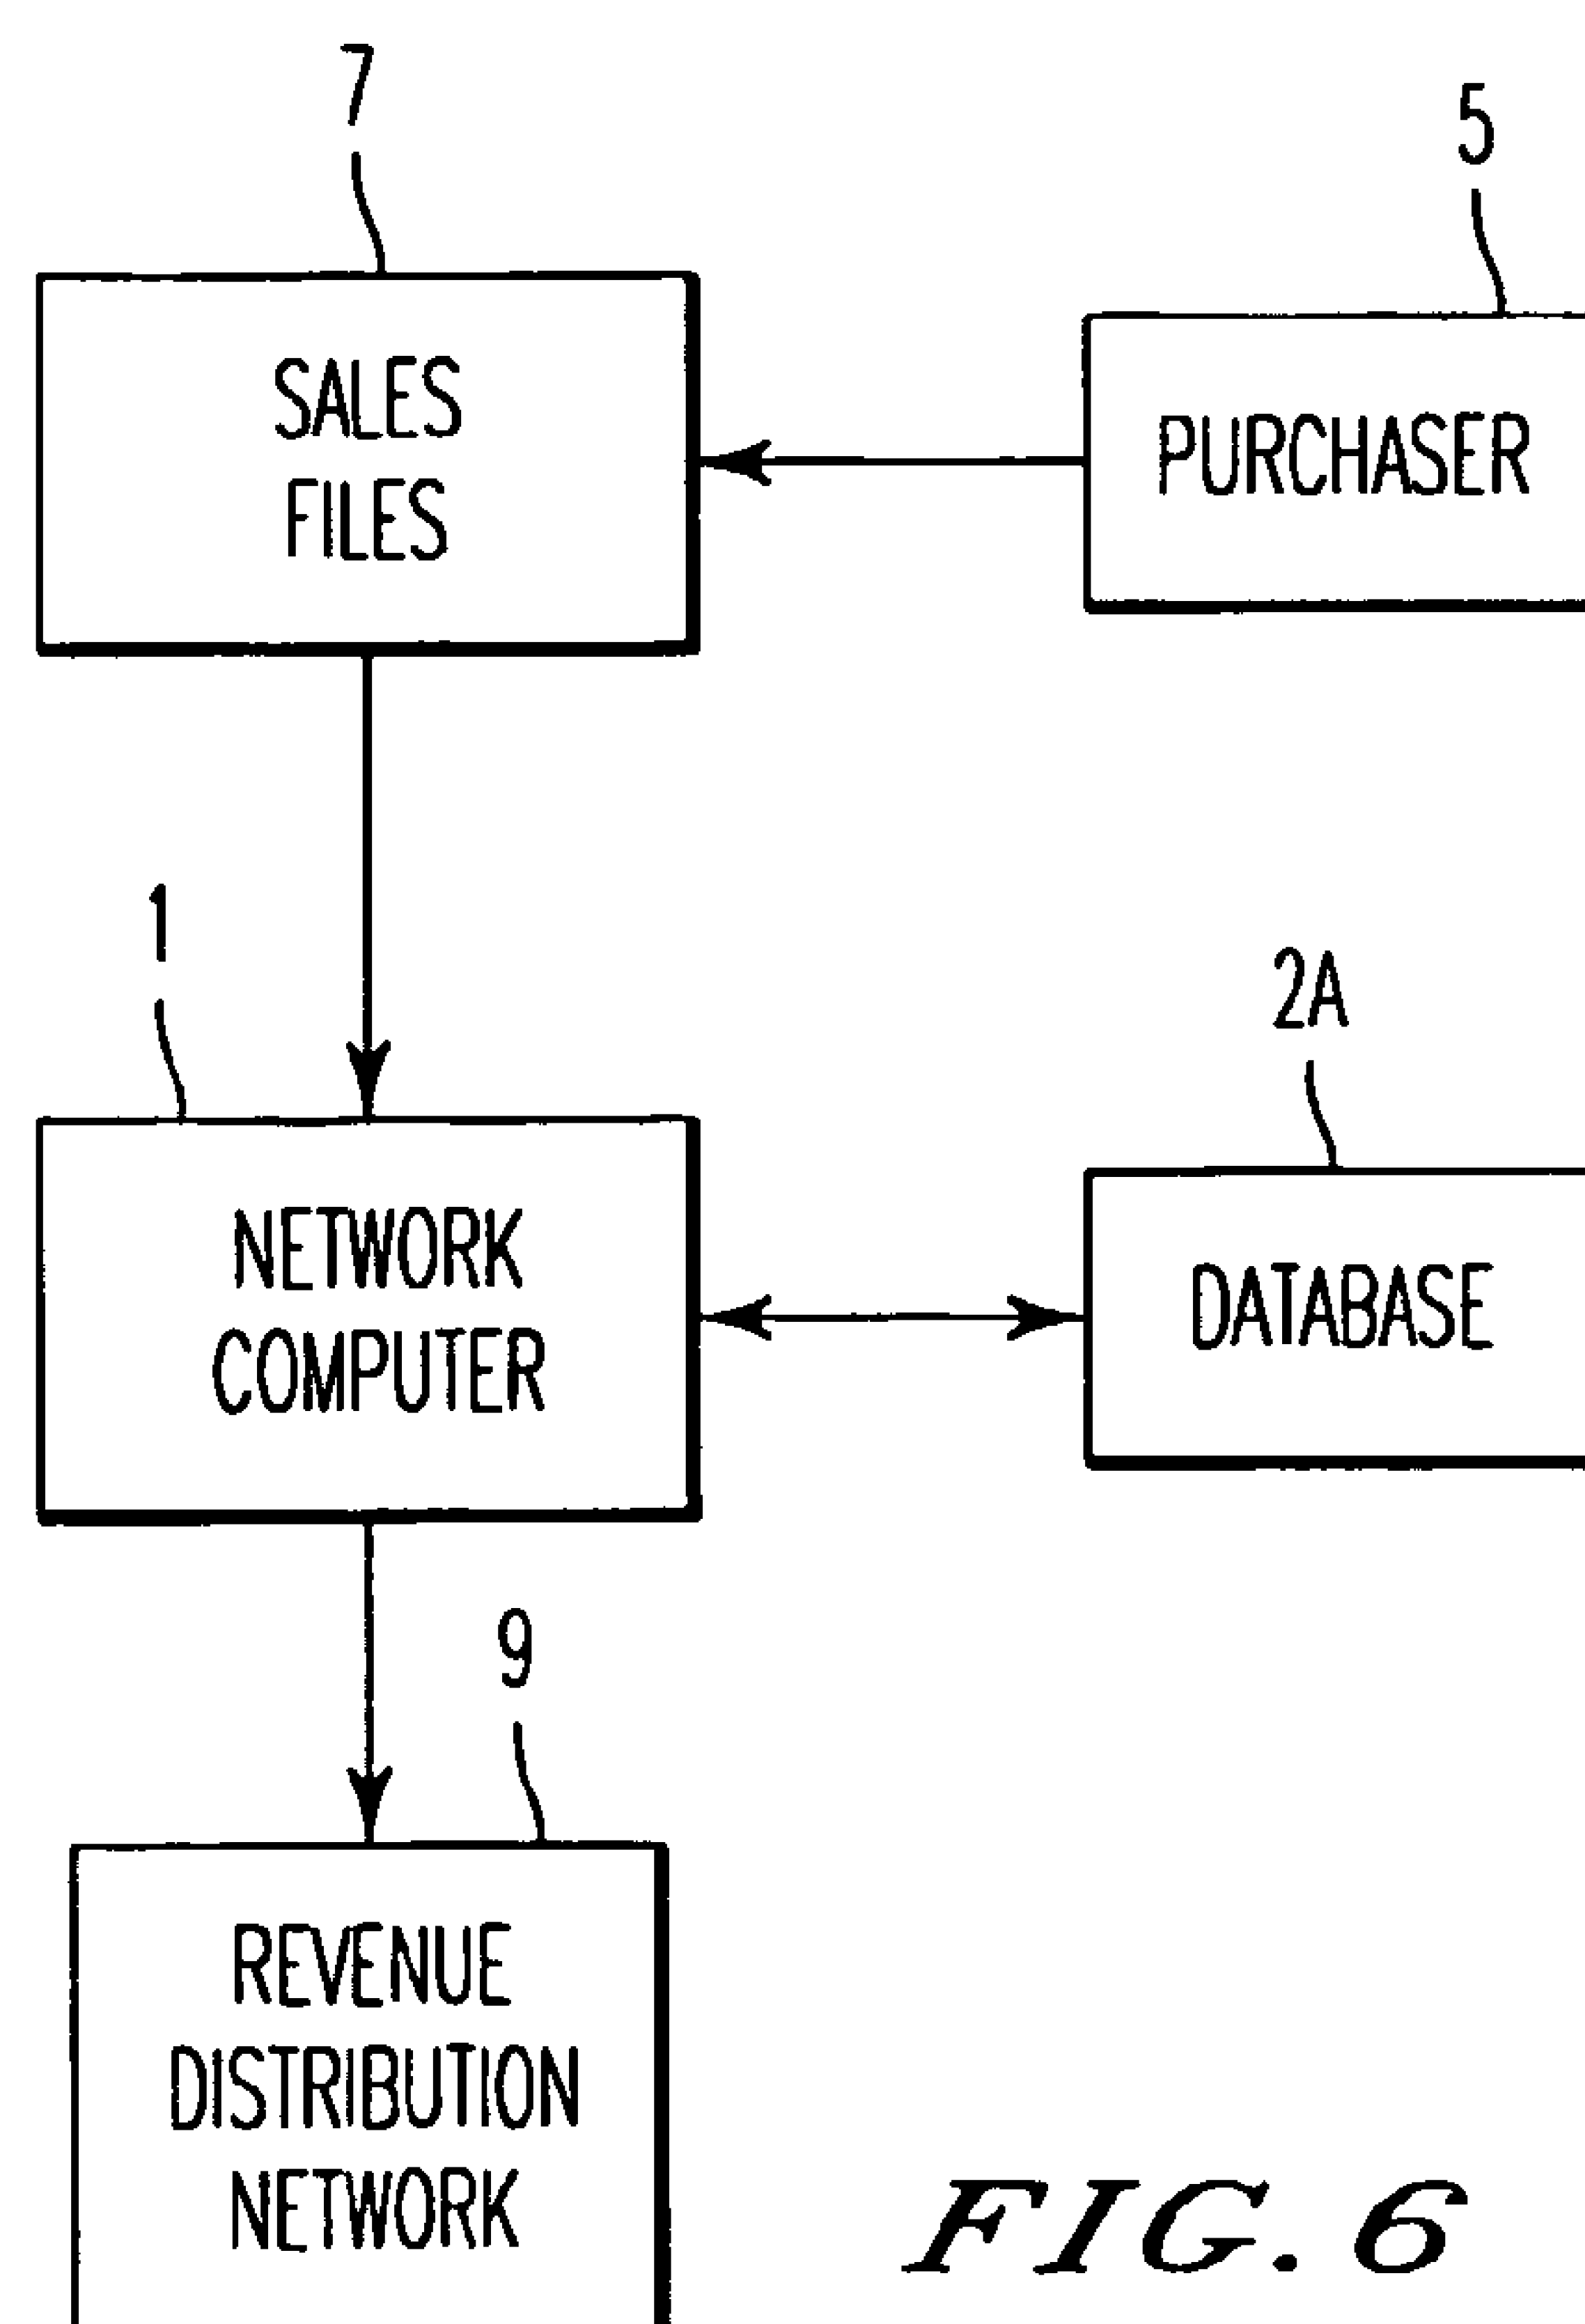 7
5
SALES
FILES
PURCHASER
1
2A
NETWORK
COMPUTER
DATABASE
9
REVENUE
DISTRIBUTION
NETWORK
FIG. 6